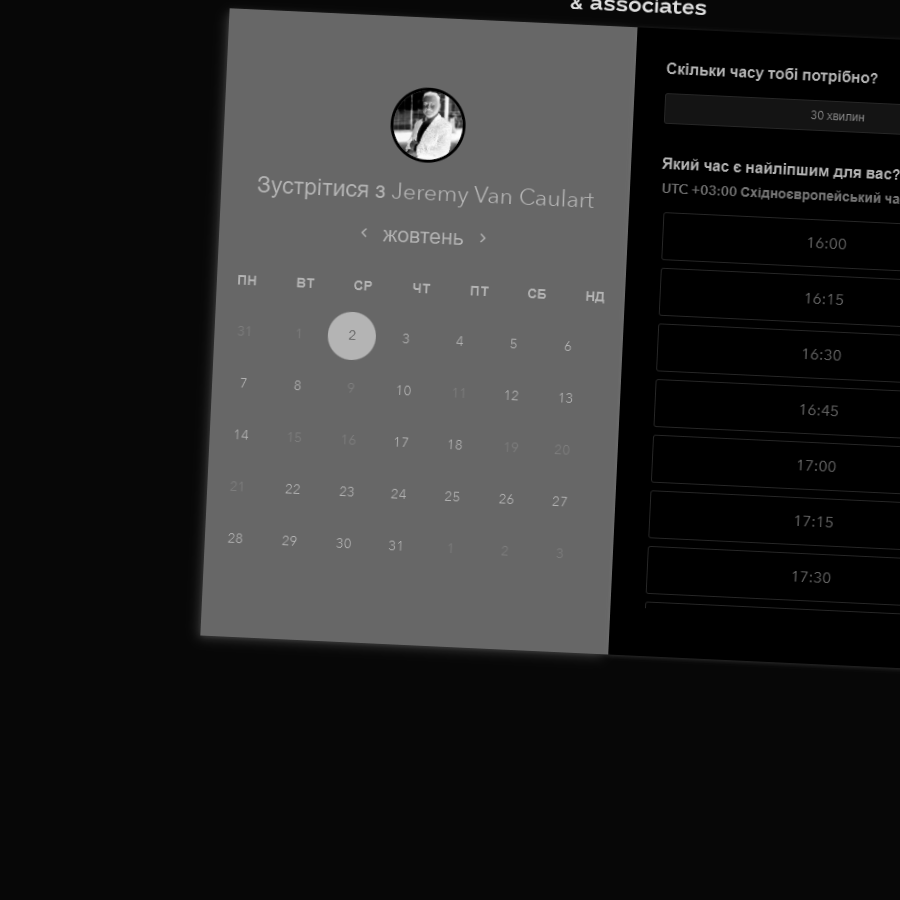 & associates
Зустрітися з Jeremy Van Caulart
‹ жовтень ›
ПН ВТ СР ЧТ ПТ СБ НД
31 1 2 3 4 5 6
7 8 9 10 11 12 13
14 15 16 17 18 19 20
21 22 23 24 25 26 27
28 29 30 31 1 2 3
Скільки часу тобі потрібно?
30 хвилин
Який час є найліпшим для вас?
UTC +03:00 Східноєвропейський
16:00
16:15
16:30
16:45
17:00
17:15
17:30